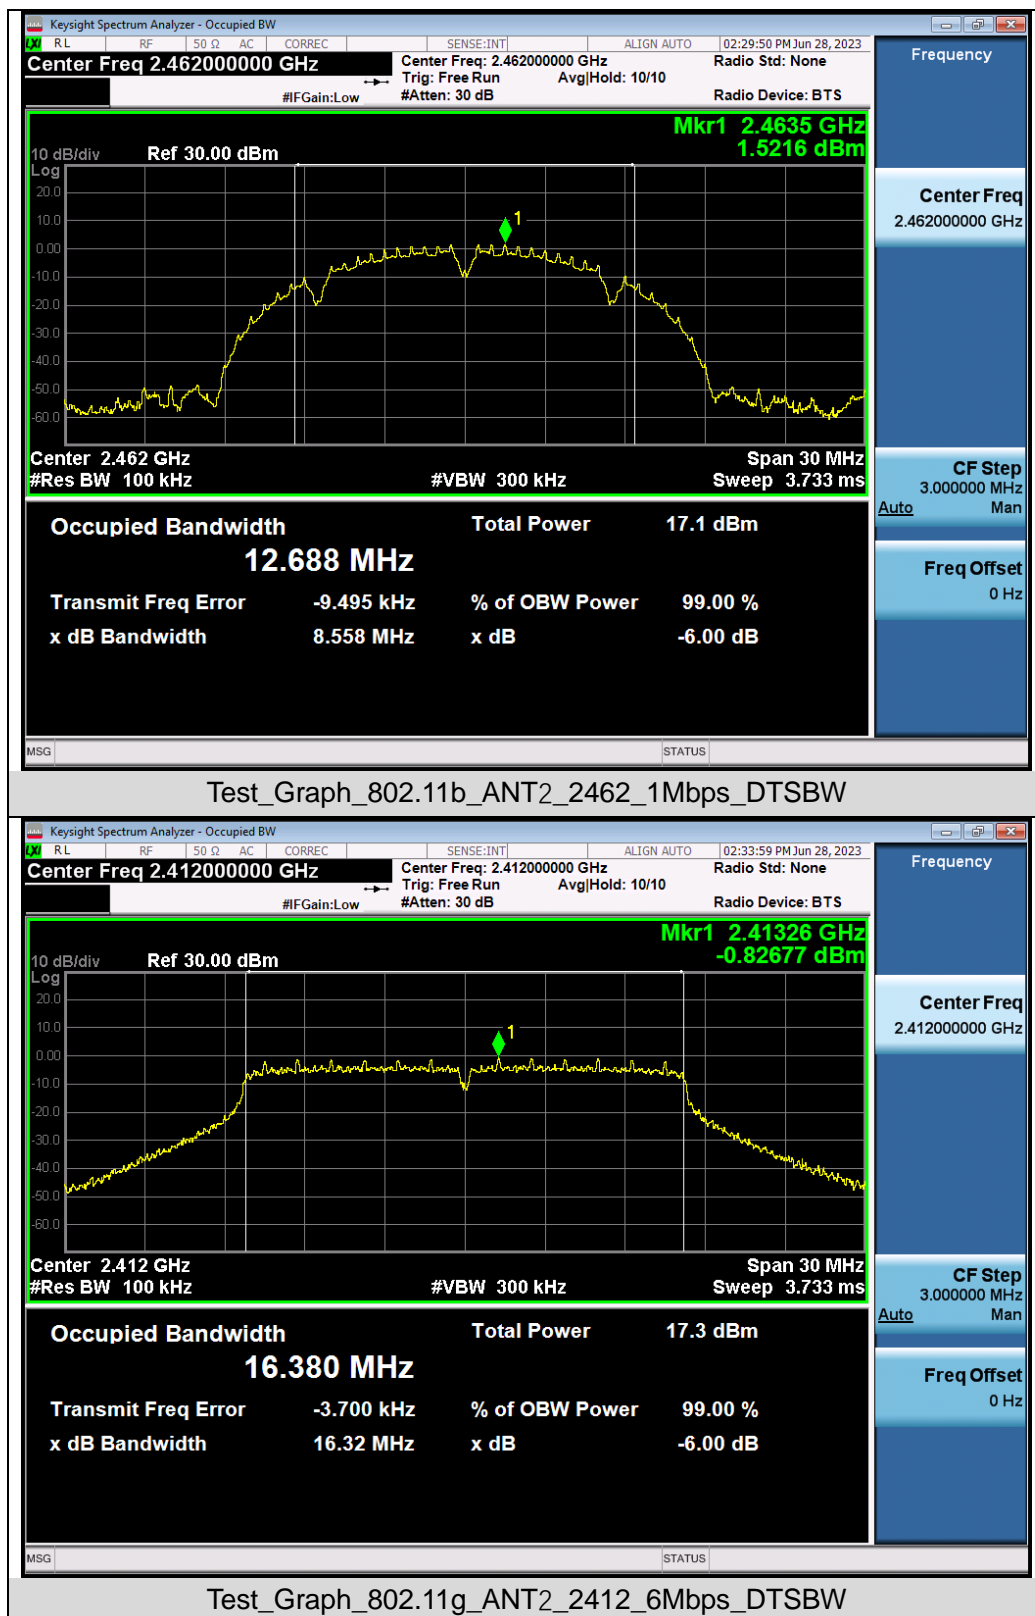 Keysight Spectrum Analyzer - Occupied BW
LXI RL RF 50 Ω AC CORREC SENSE:INT ALIGN AUTO 02:29:50 PM Jun 28, 2023
Center Freq 2.462000000 GHz
Center Freq: 2.462000000 GHz
Radio Std: None
Trig: Free Run Avg|Hold: 10/10
#IFGain:Low #Atten: 30 dB Radio Device: BTS
Frequency
Mkr1 2.4635 GHz
1.5216 dBm
10 dB/div Ref 30.00 dBm
Log
20.0
10.0
0.00
-10.0
-20.0
-30.0
-40.0
-50.0
-60.0
1
Center 2.462 GHz Span 30 MHz
#Res BW 100 kHz #VBW 300 kHz Sweep 3.733 ms
Center Freq
2.462000000 GHz
CF Step
3.000000 MHz
Auto Man
Freq Offset
0 Hz
Occupied Bandwidth Total Power 17.1 dBm
12.688 MHz
Transmit Freq Error -9.495 kHz % of OBW Power 99.00 %
x dB Bandwidth 8.558 MHz x dB -6.00 dB
MSG STATUS
Test_Graph_802.11b_ANT2_2462_1Mbps_DTSBW
Keysight Spectrum Analyzer - Occupied BW
LXI RL RF 50 Ω AC CORREC SENSE:INT ALIGN AUTO 02:33:59 PM Jun 28, 2023
Center Freq 2.412000000 GHz
Center Freq: 2.412000000 GHz
Radio Std: None
Trig: Free Run Avg|Hold: 10/10
#IFGain:Low #Atten: 30 dB Radio Device: BTS
Frequency
Mkr1 2.41326 GHz
-0.82677 dBm
10 dB/div Ref 30.00 dBm
Log
20.0
10.0
0.00
-10.0
-20.0
-30.0
-40.0
-50.0
-60.0
1
Center 2.412 GHz Span 30 MHz
#Res BW 100 kHz #VBW 300 kHz Sweep 3.733 ms
Center Freq
2.412000000 GHz
CF Step
3.000000 MHz
Auto Man
Freq Offset
0 Hz
Occupied Bandwidth Total Power 17.3 dBm
16.380 MHz
Transmit Freq Error -3.700 kHz % of OBW Power 99.00 %
x dB Bandwidth 16.32 MHz x dB -6.00 dB
MSG STATUS
Test_Graph_802.11g_ANT2_2412_6Mbps_DTSBW